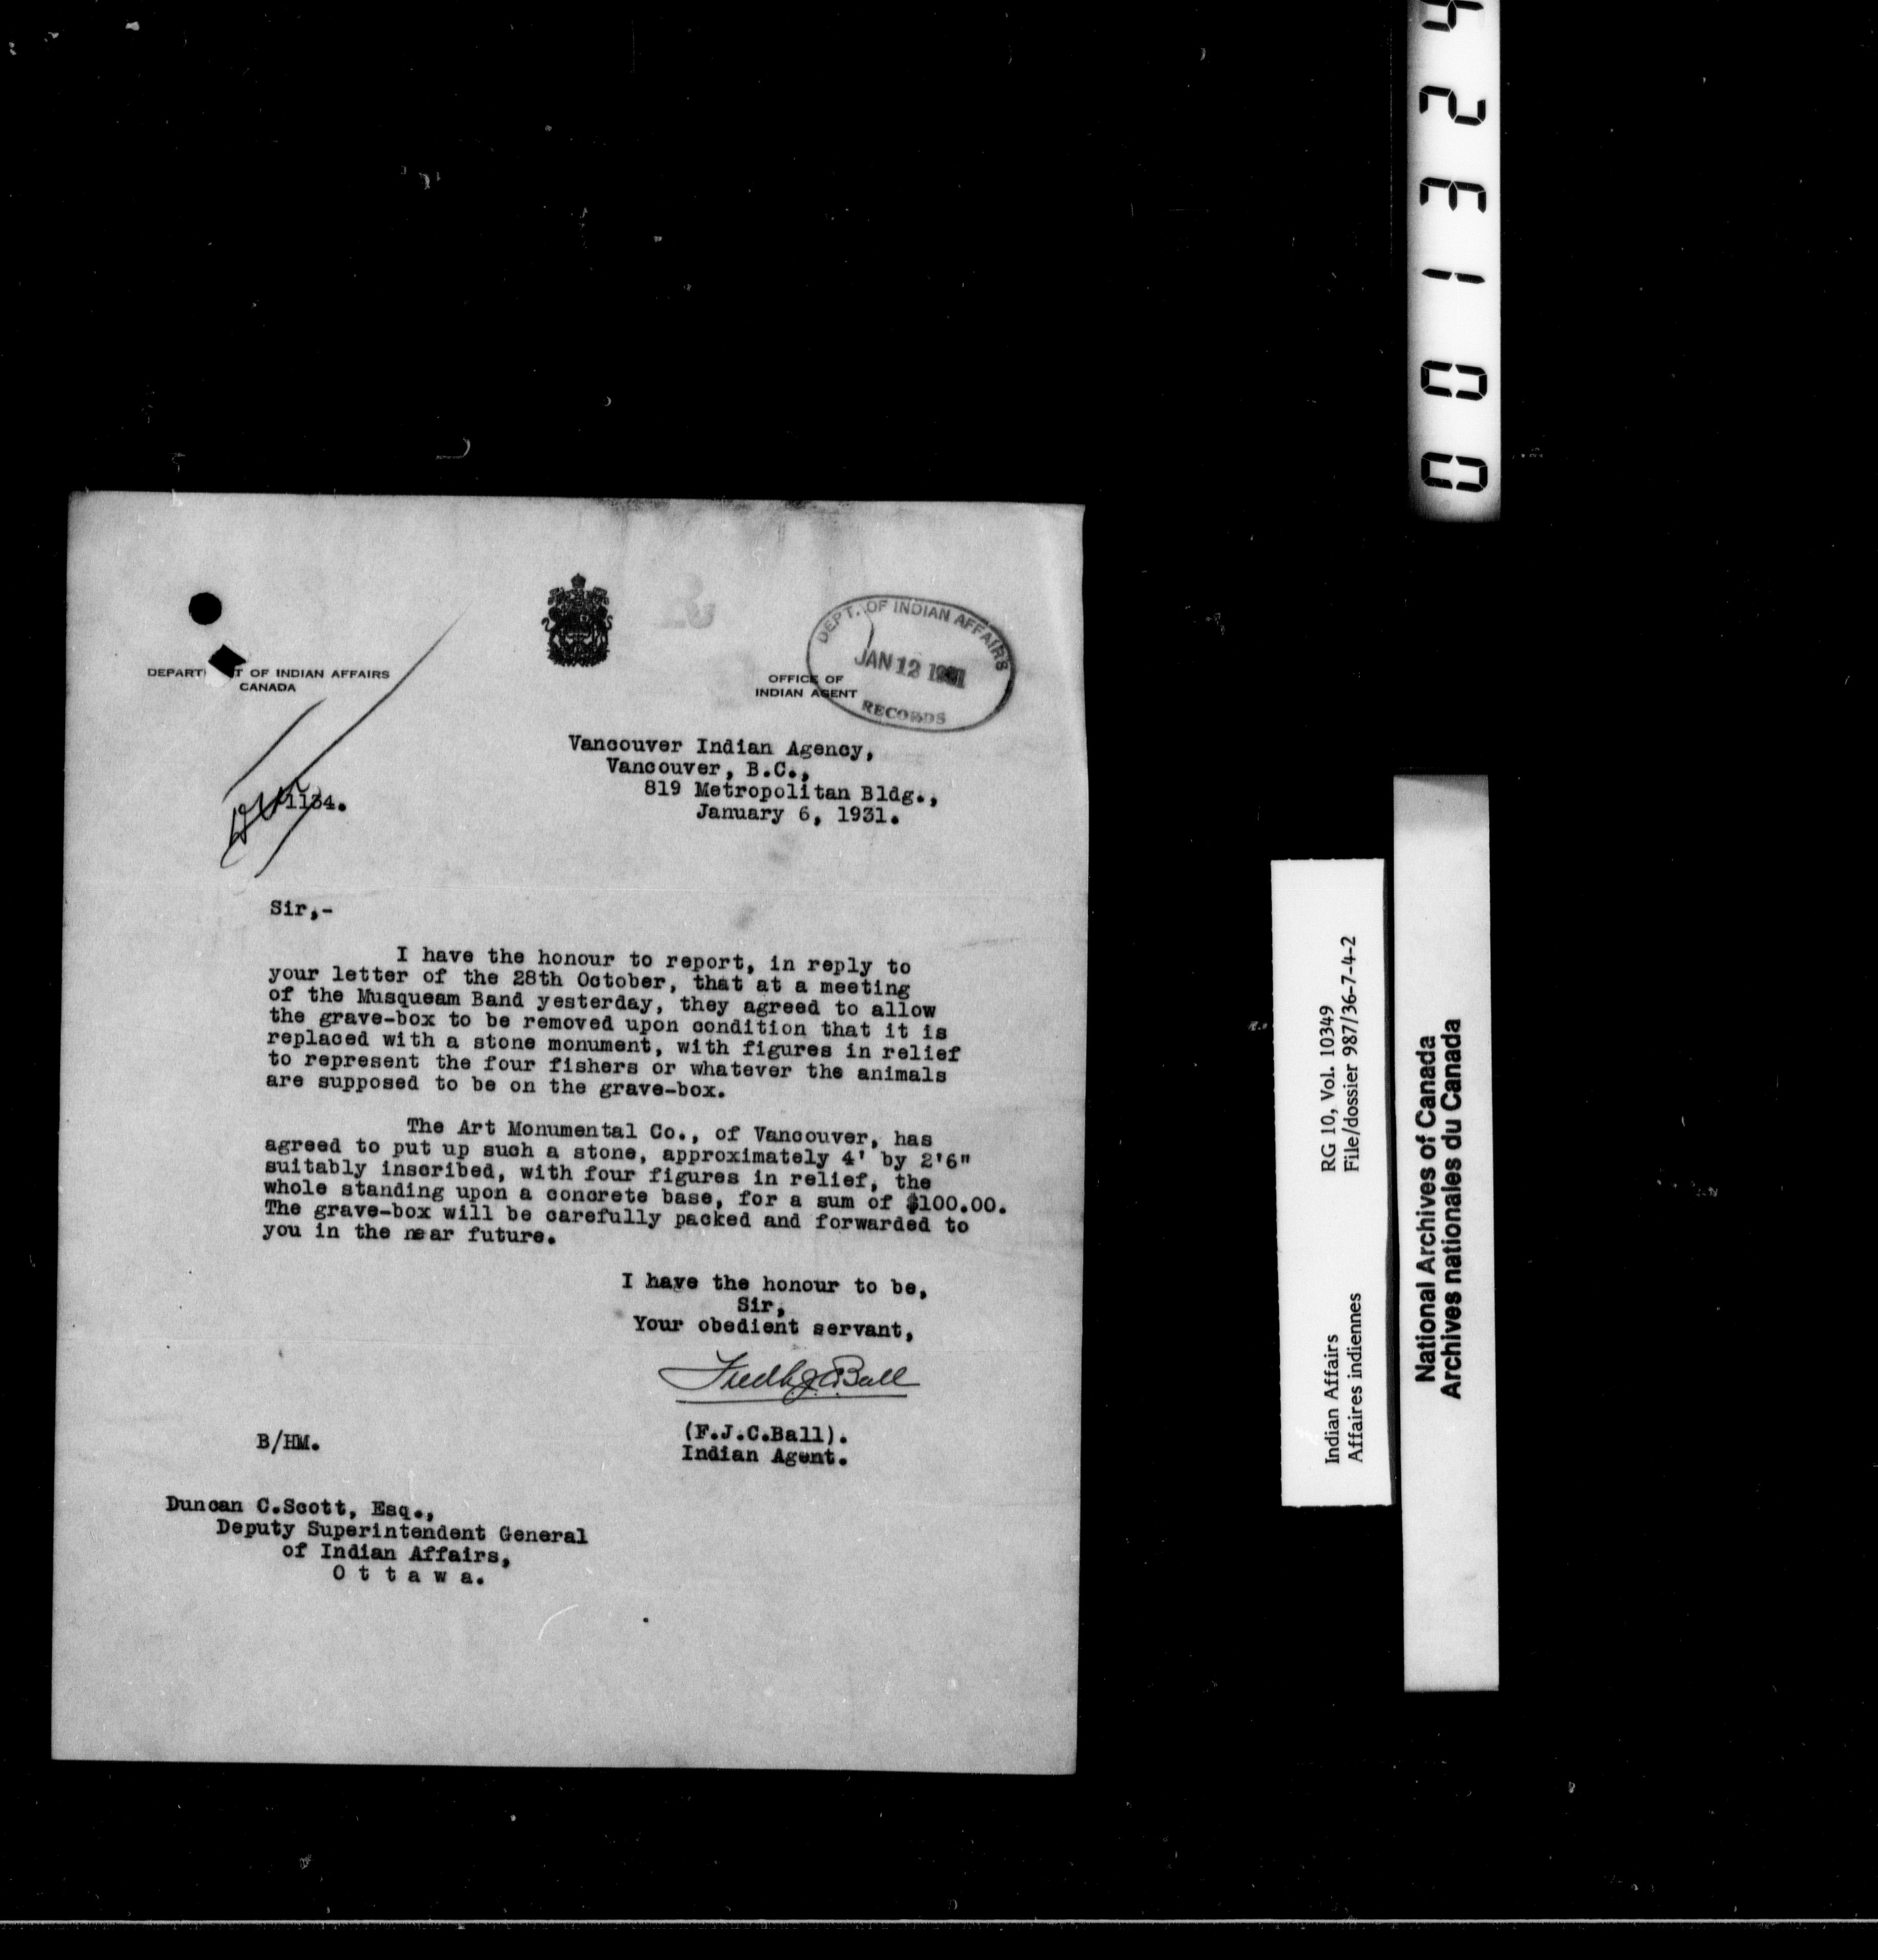 DEPART T OF INDIAN AFFAIRS
CANADA
OFFICE OF
INDIAN AGENT
DEPT. OF INDIAN AFFAIRS
JAN 12 1931
RECORDS
Vancouver Indian Agency,
Vancouver, B.C.,
819 Metropolitan Bldg.,
January 6, 1931.
1134.
Sir,-
I have the honour to report, in reply to
your letter of the 28th October, that at a meeting
of the Musqueam Band yesterday, they agreed to allow
the grave-box to be removed upon condition that it is
replaced with a stone monument, with figures in relief
to represent the four fishers or whatever the animals
are supposed to be on the grave-box.
The Art Monumental Co., of Vancouver, has
agreed to put up such a stone, approximately 4' by 2'6"
suitably inscribed, with four figures in relief, the
whole standing upon a concrete base, for a sum of $100.00.
The grave-box will be carefully packed and forwarded to
you in the near future.
I have the honour to be,
Sir,
Your obedient servant,
Fredk J.C. Ball
(F.J.C.Ball).
Indian Agent.
B/HM.
Duncan C.Scott, Esq.,
Deputy Superintendent General
of Indian Affairs,
O t t a w a.
Indian Affairs RG 10, Vol. 10349
Affaires indiennes File/dossier 987/36-7-4-2
National Archives of Canada
Archives nationales du Canada
001324